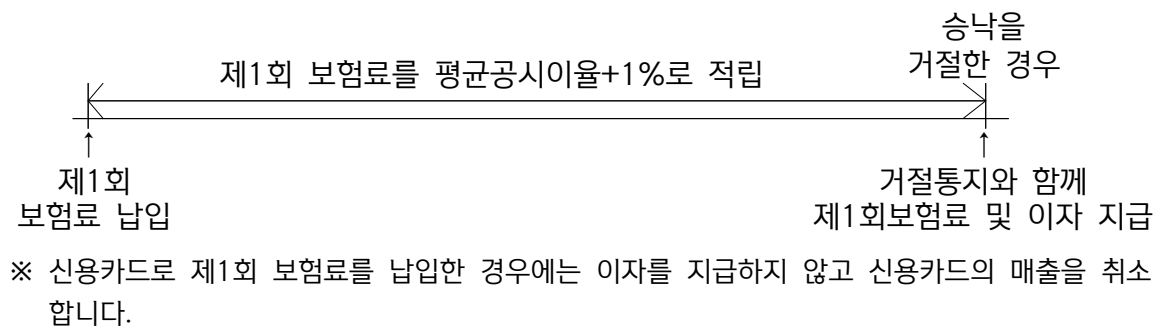 승낙을
거절한 경우
제1회 보험료를 평균공시이율+1%로 적립
제1회
보험료 납입
거절통지와 함께
제1회보험료 및 이자 지급
※ 신용카드로 제1회 보험료를 납입한 경우에는 이자를 지급하지 않고 신용카드의 매출을 취소
합니다.